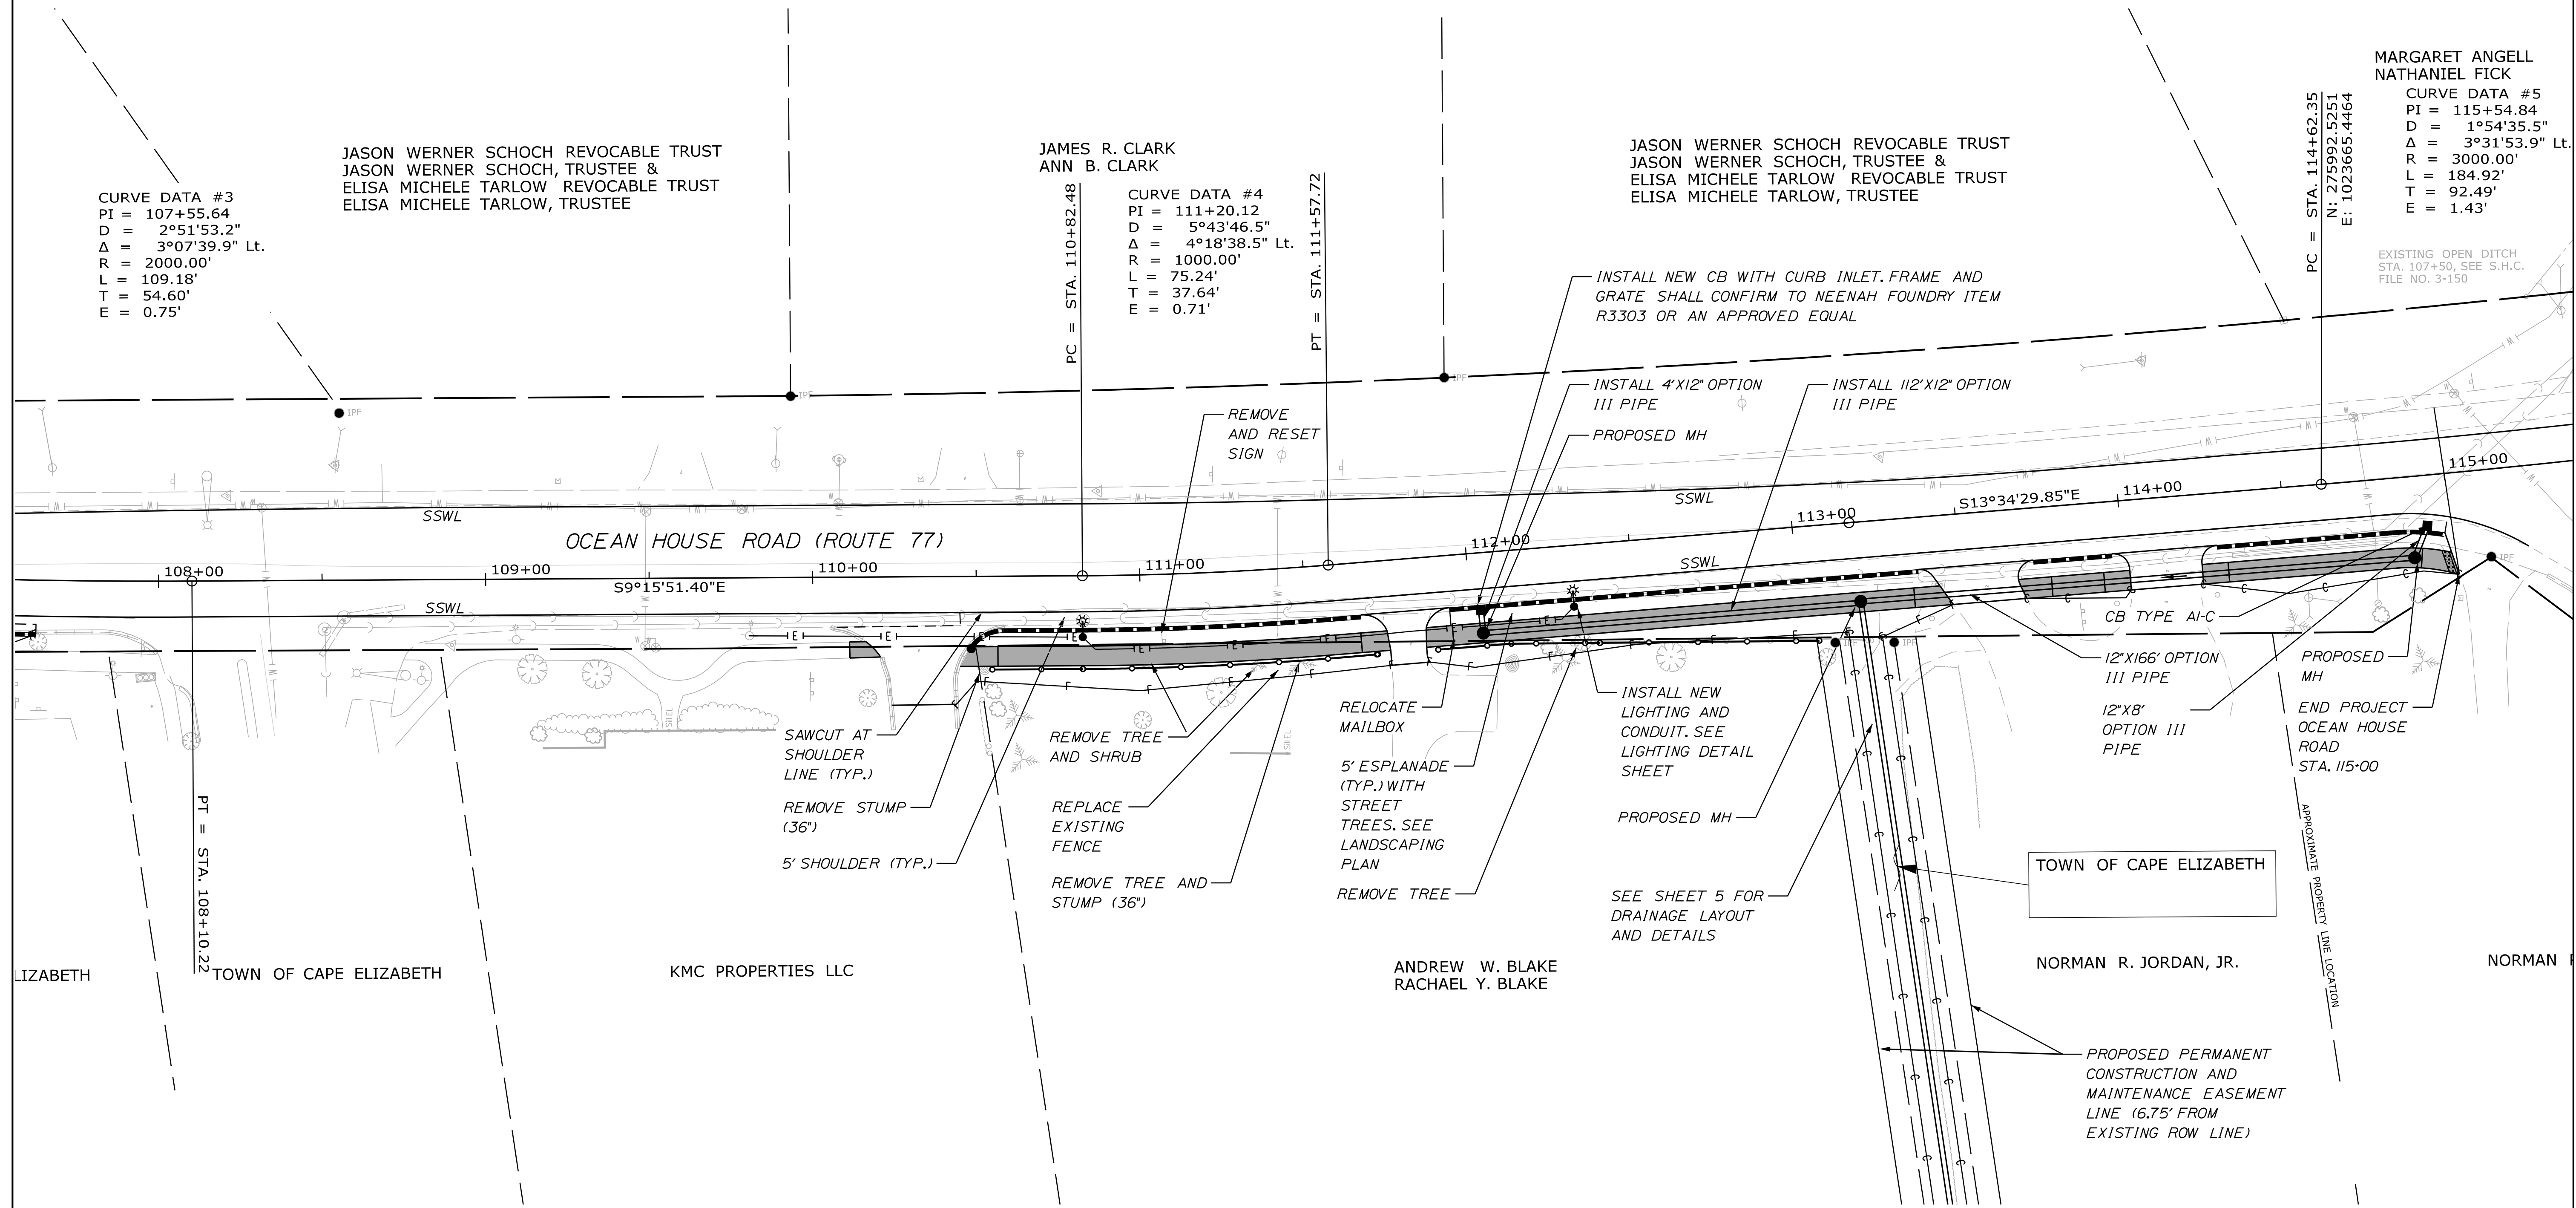 MARGARET ANGELL
NATHANIEL FICK
CURVE DATA #5
PI = 115+54.84
D = 1°54'35.5"
Δ = 3°31'53.9" Lt.
R = 3000.00'
L = 184.92'
T = 92.49'
E = 1.43'
PC = STA. 114+62.35
N: 275992.5251
E: 1023665.4464
EXISTING OPEN DITCH
STA. 107+50, SEE S.H.C.
FILE NO. 3-150
JASON WERNER SCHOCH REVOCABLE TRUST
JASON WERNER SCHOCH, TRUSTEE &
ELISA MICHELE TARLOW REVOCABLE TRUST
ELISA MICHELE TARLOW, TRUSTEE
CURVE DATA #3
PI = 107+55.64
D = 2°51'53.2"
Δ = 3°07'39.9" Lt.
R = 2000.00'
L = 109.18'
T = 54.60'
E = 0.75'
JAMES R. CLARK
ANN B. CLARK
PC = STA. 110+82.48
CURVE DATA #4
PI = 111+20.12
D = 5°43'46.5"
Δ = 4°18'38.5" Lt.
R = 1000.00'
L = 75.24'
T = 37.64'
E = 0.71'
PT = STA. 111+57.72
JASON WERNER SCHOCH REVOCABLE TRUST
JASON WERNER SCHOCH, TRUSTEE &
ELISA MICHELE TARLOW REVOCABLE TRUST
ELISA MICHELE TARLOW, TRUSTEE
INSTALL NEW CB WITH CURB INLET. FRAME AND
GRATE SHALL CONFIRM TO NEENAH FOUNDRY ITEM
R3303 OR AN APPROVED EQUAL
INSTALL 4'X12" OPTION
III PIPE
INSTALL 112'X12" OPTION
III PIPE
PROPOSED MH
REMOVE
AND RESET
SIGN
IPF
IPF
IPF
SSWL
SSWL
OCEAN HOUSE ROAD (ROUTE 77)
108+00
109+00
110+00
111+00
112+00
113+00
114+00
115+00
S9°15'51.40"E
S13°34'29.85"E
SSWL
SSWL
IPF
IPF
IPF
CB TYPE A1-C
12"X166' OPTION
III PIPE
12"X8'
OPTION III
PIPE
PROPOSED
MH
END PROJECT
OCEAN HOUSE
ROAD
STA. 115+00
SAWCUT AT
SHOULDER
LINE (TYP.)
REMOVE STUMP
(36")
5' SHOULDER (TYP.)
REMOVE TREE
AND SHRUB
REPLACE
EXISTING
FENCE
REMOVE TREE AND
STUMP (36")
RELOCATE
MAILBOX
5' ESPLANADE
(TYP.) WITH
STREET
TREES. SEE
LANDSCAPING
PLAN
REMOVE TREE
INSTALL NEW
LIGHTING AND
CONDUIT. SEE
LIGHTING DETAIL
SHEET
PROPOSED MH
SEE SHEET 5 FOR
DRAINAGE LAYOUT
AND DETAILS
TOWN OF CAPE ELIZABETH
APPROXIMATE PROPERTY LINE LOCATION
PT = STA. 108+10.22
LIZABETH
TOWN OF CAPE ELIZABETH
KMC PROPERTIES LLC
ANDREW W. BLAKE
RACHAEL Y. BLAKE
NORMAN R. JORDAN, JR.
NORMAN
PROPOSED PERMANENT
CONSTRUCTION AND
MAINTENANCE EASEMENT
LINE (6.75' FROM
EXISTING ROW LINE)